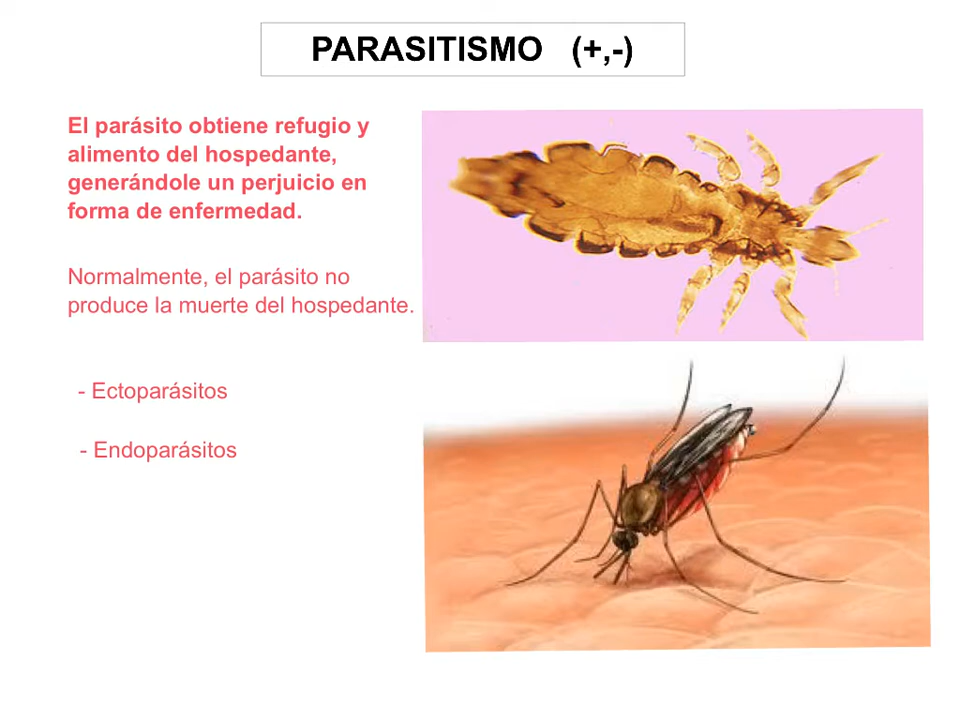 PARASITISMO (+,-)
El parásito obtiene refugio y
alimento del hospedante,
generándole un perjuicio en
forma de enfermedad.
Normalmente, el parásito no
produce la muerte del hospedante.
- Ectoparásitos
- Endoparásitos